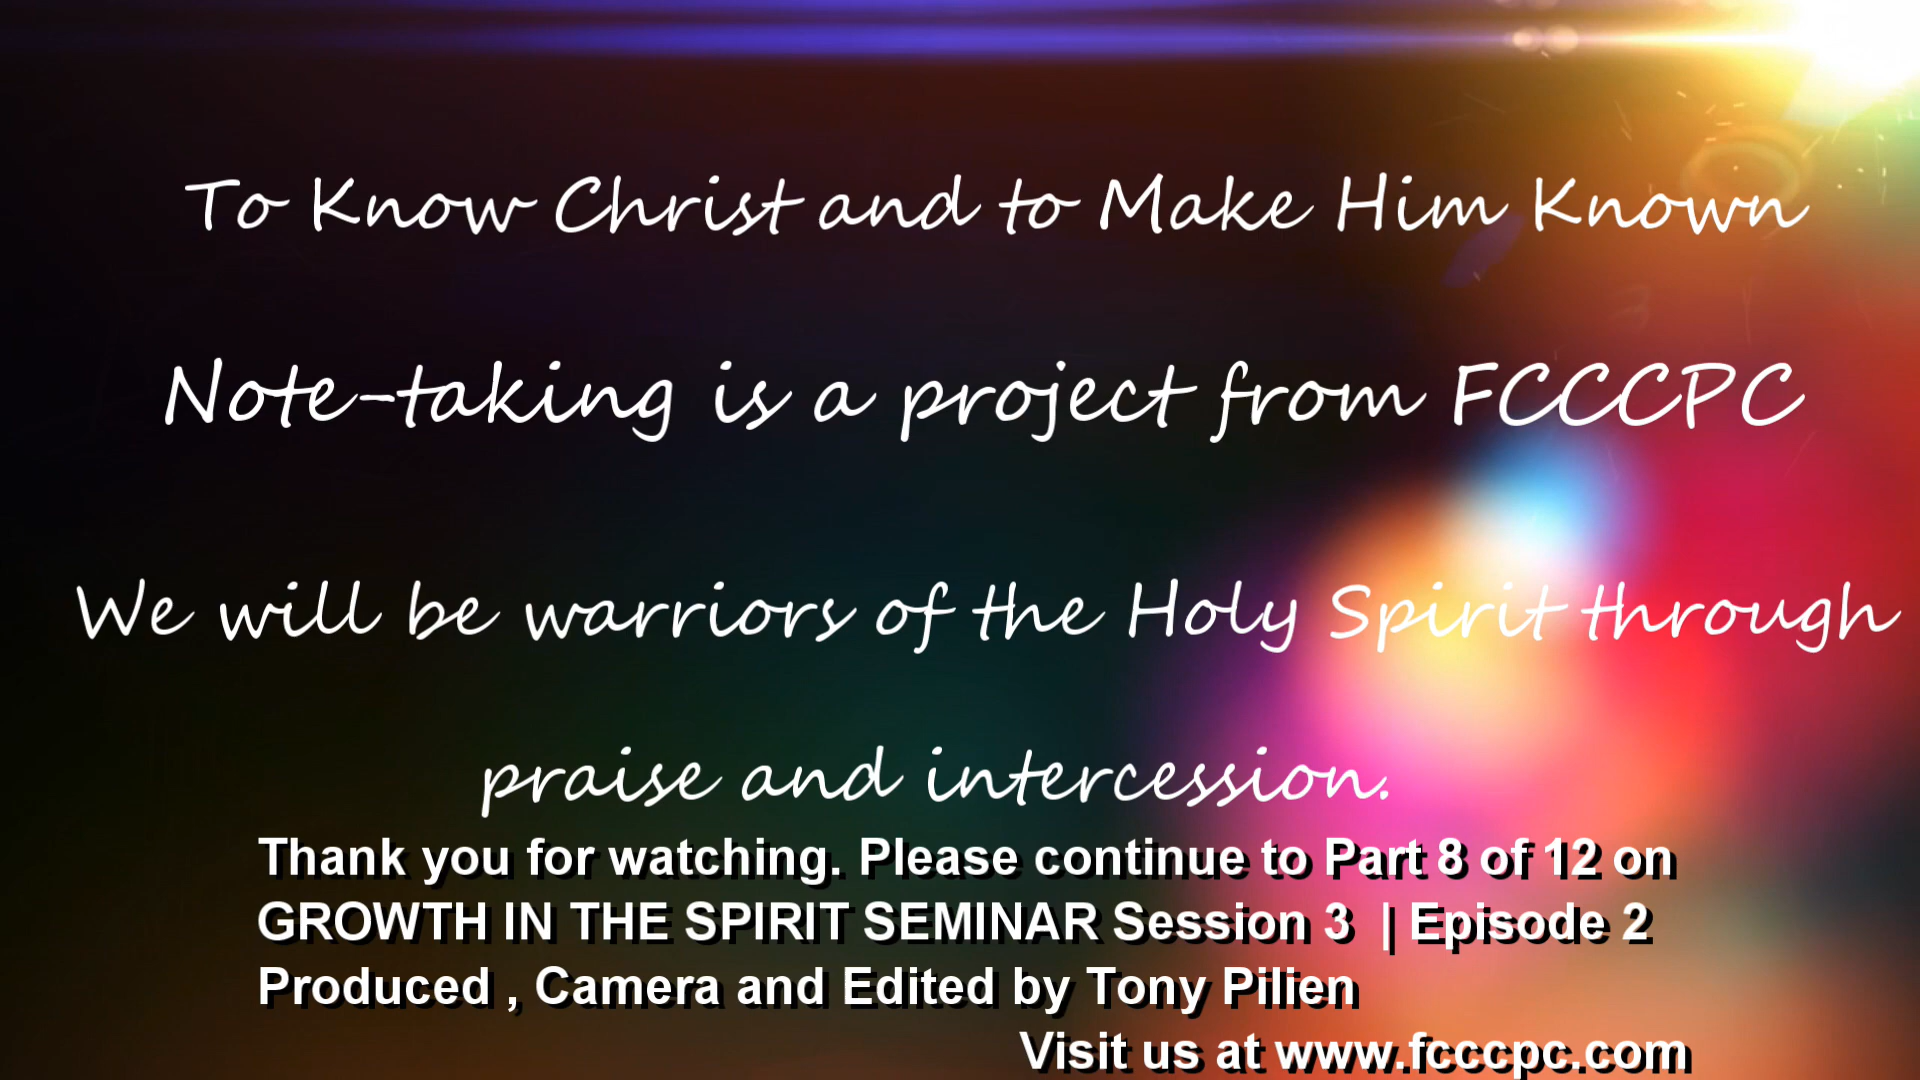 To Know Christ and to Make Him Known
Note-taking is a project from FCCCPC
We will be warriors of the Holy Spirit through
praise and intercession.
Thank you for watching. Please continue to Part 8 of 12 on
GROWTH IN THE SPIRIT SEMINAR Session 3 | Episode 2
Produced , Camera and Edited by Tony Pilien
Visit us at www.fcccpc.com